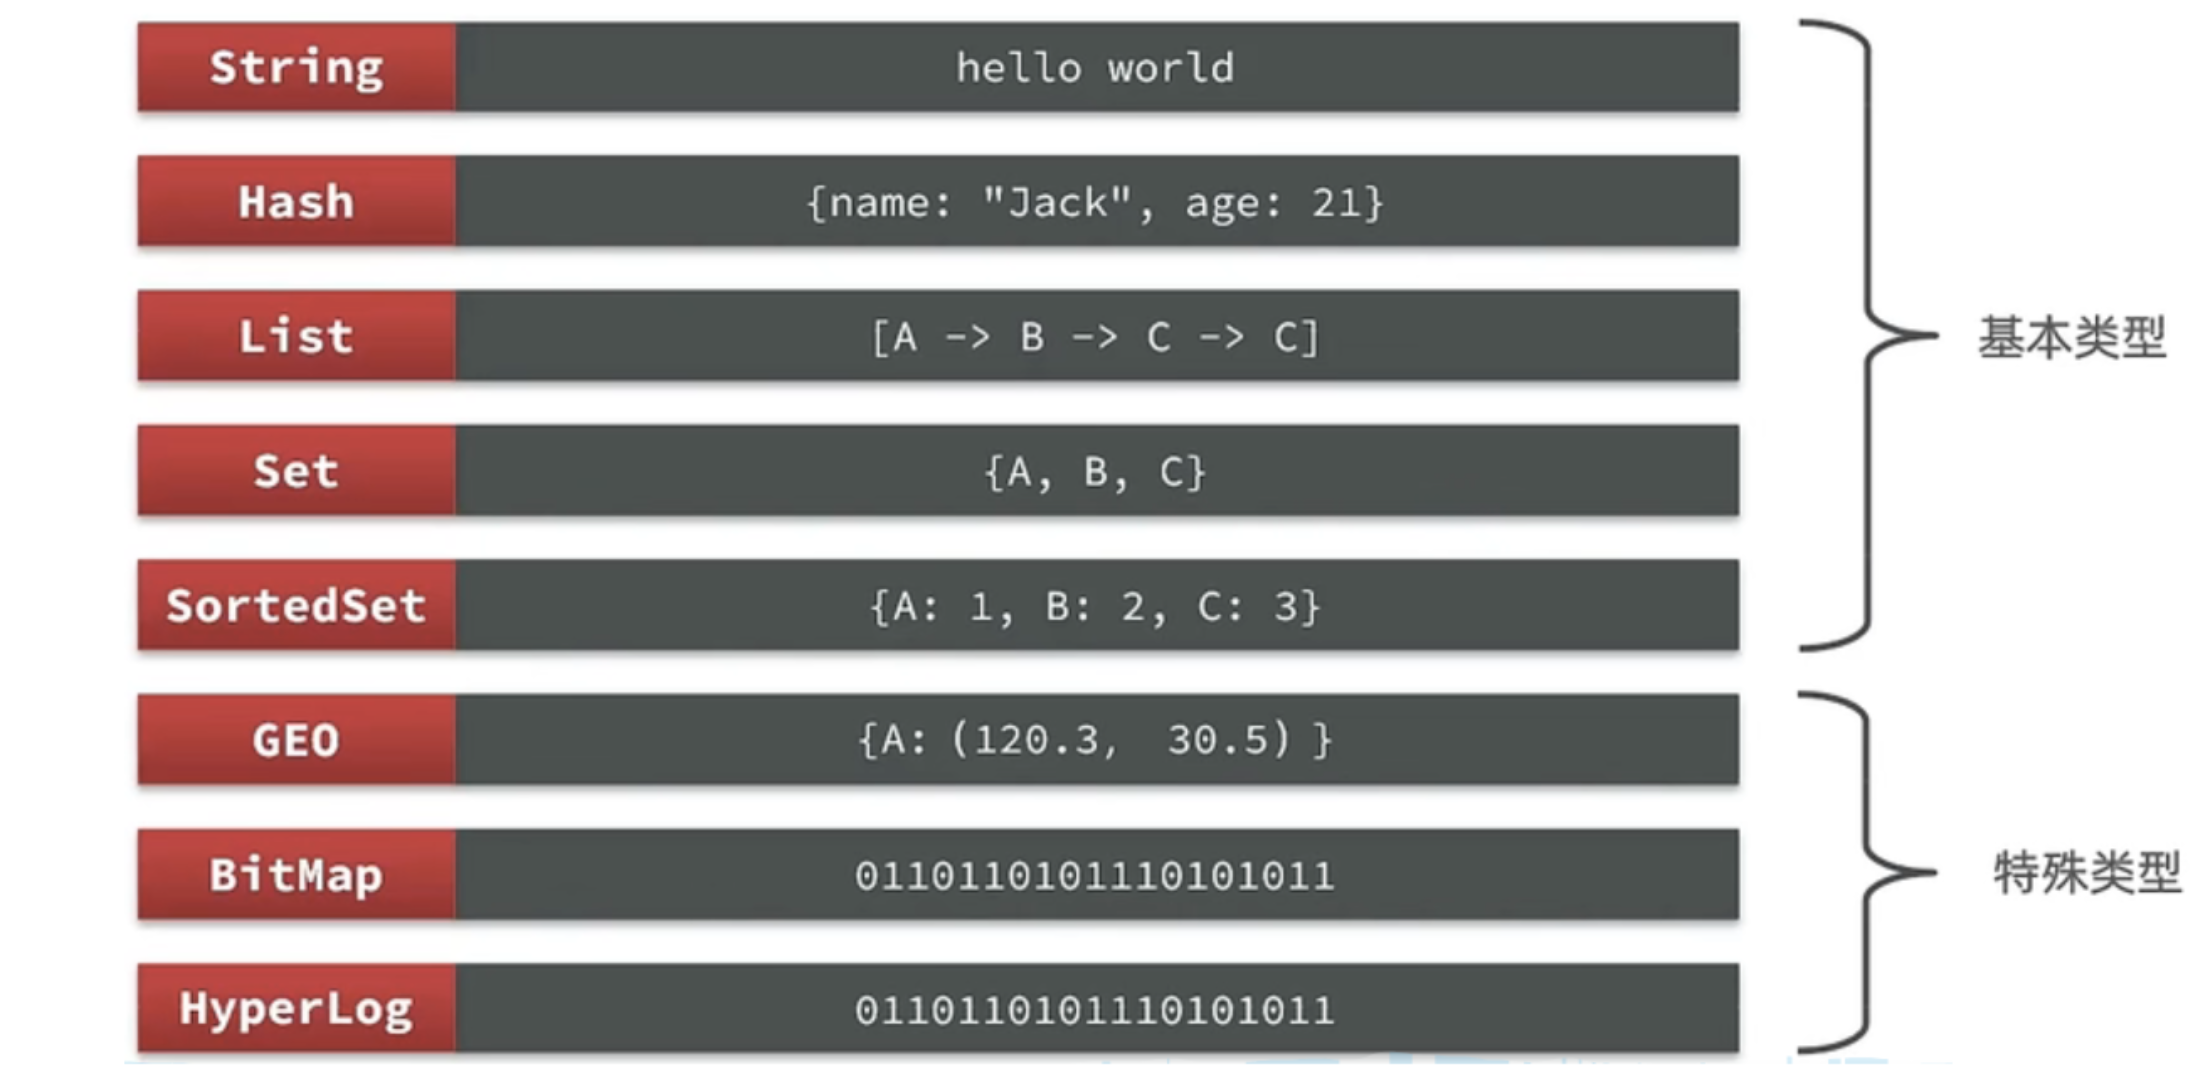 String hello world
Hash {name: "Jack", age: 21}
List [A -> B -> C -> C]
Set {A, B, C}
SortedSet {A: 1, B: 2, C: 3}
基本类型
GEO {A: (120.3, 30.5) }
BitMap 0110110101110101011
HyperLog 0110110101110101011
特殊类型